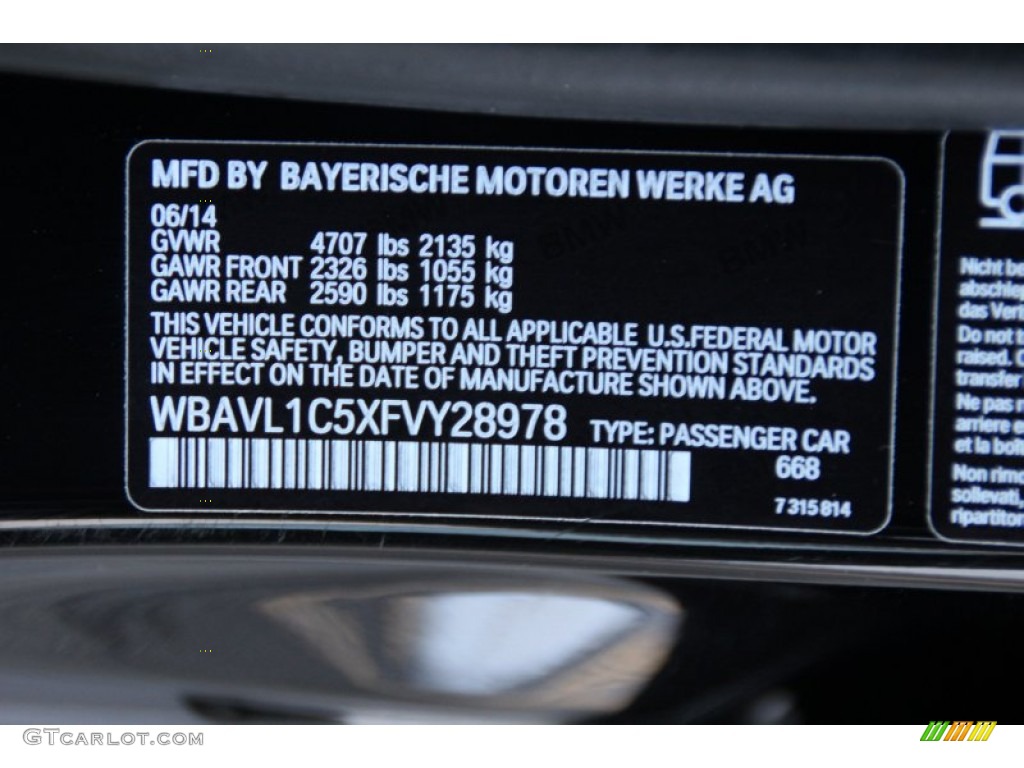 MFD BY BAYERISCHE MOTOREN WERKE AG
06/14
GVWR 4707 lbs 2135 kg
GAWR FRONT 2326 lbs 1055 kg
GAWR REAR 2590 lbs 1175 kg
THIS VEHICLE CONFORMS TO ALL APPLICABLE U.S.FEDERAL MOTOR
VEHICLE SAFETY, BUMPER AND THEFT PREVENTION STANDARDS
IN EFFECT ON THE DATE OF MANUFACTURE SHOWN ABOVE.
WBAVL1C5XFVY28978 TYPE: PASSENGER CAR
668
7315814
Nicht be
abschlep
das Vert
Do not t
raised. C
transfer
Ne pas r
arriere e
et la boît
Non rimo
sollevati,
ripartitor
GTCARLOT.COM